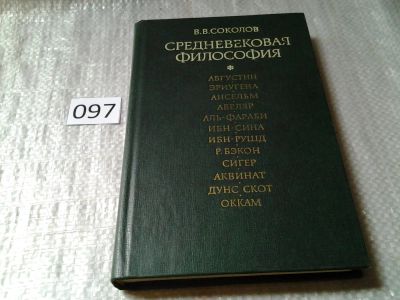 В. В. СОКОЛОВ
СРЕДНЕВЕКОВАЯ
ФИЛОСОФИЯ
*
АВГУСТИН
ЭРИУГЕНА
АНСЕЛЬМ
АБЕЛЯР
АЛЬ-ФАРАБИ
ИБН-СИНА
ИБН-РУШД
Р. БЭКОН
СИГЕР
АКВИНАТ
ДУНС СКОТ
ОККАМ
097